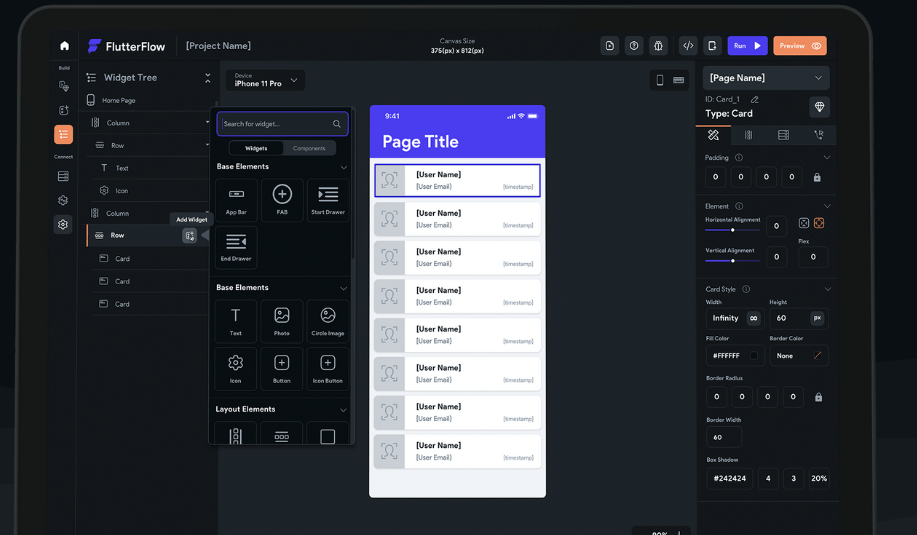 FlutterFlow
[Project Name]
Canvas Size
375(px) x 812(px)
Run
Preview
Build
Connect
Widget Tree
Home Page
Column
Row
Text
Icon
Column
Add Widget
Row
Card
Card
Card
Device
iPhone 11 Pro
Search for widget...
Widgets
Components
Base Elements
App Bar
FAB
Start Drawer
End Drawer
Base Elements
Text
Photo
Circle Image
Icon
Button
Icon Button
Layout Elements
9:41
Page Title
[User Name]
[User Email]
[timestamp]
[User Name]
[User Email]
[timestamp]
[User Name]
[User Email]
[timestamp]
[User Name]
[User Email]
[timestamp]
[User Name]
[User Email]
[timestamp]
[User Name]
[User Email]
[timestamp]
[User Name]
[User Email]
[timestamp]
[User Name]
[User Email]
[timestamp]
[Page Name]
ID: Card_1
Type: Card
Padding
0 0 0 0
Element
Horizontal Alignment
0
Vertical Alignment
0
Flex
0
Card Style
Width
Height
Infinity ∞
60 px
Fill Color
Border Color
#FFFFFF
None
Border Radius
0 0 0 0
Border Width
60
Box Shadow
#242424 4 3 20%